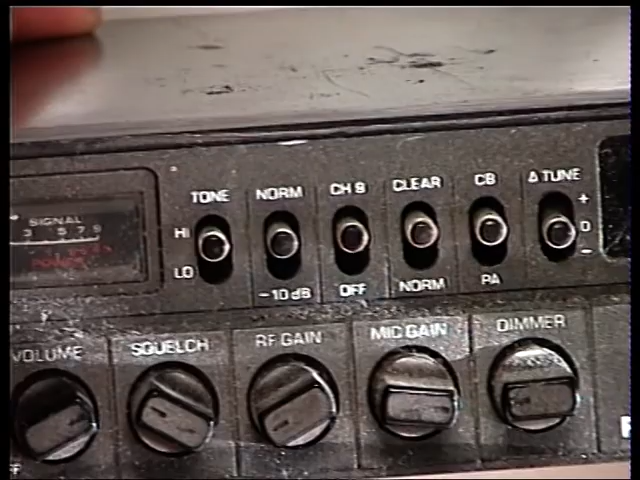 TONE NORM CH 9 CLEAR CB Δ TUNE
SIGNAL
3 5 7 9
HI
LO
+
0
-
-10 dB OFF NORM PA
VOLUME SQUELCH RF GAIN MIC GAIN DIMMER